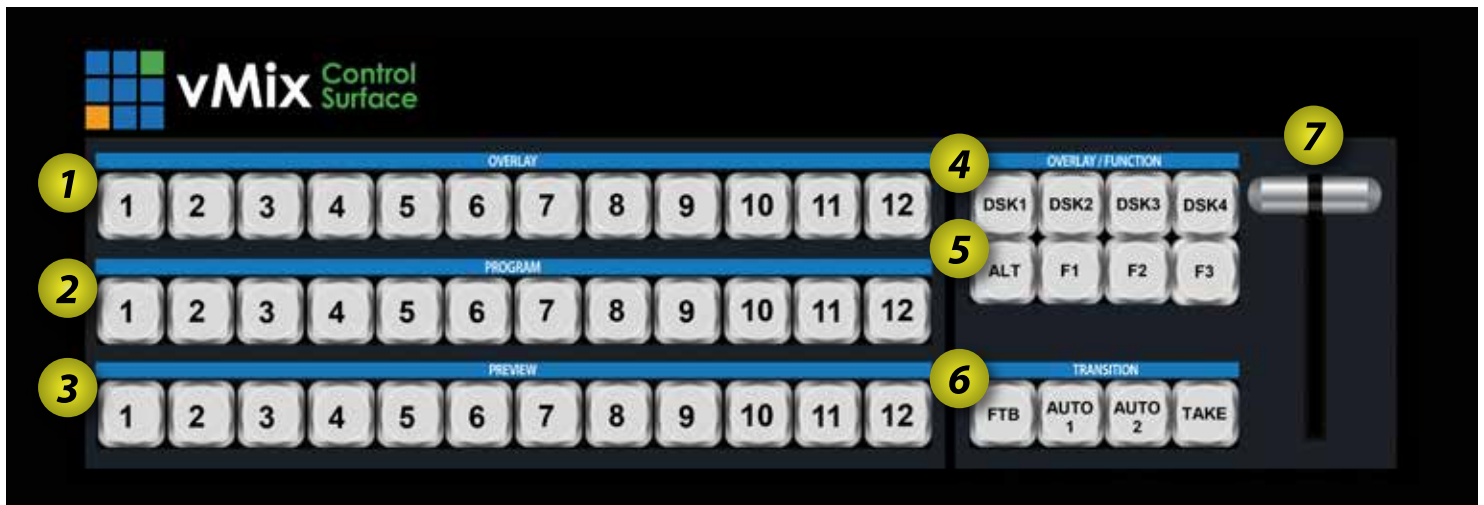 vMix Control Surface
7
OVERLAY
1 1 2 3 4 5 6 7 8 9 10 11 12
PROGRAM
2 1 2 3 4 5 6 7 8 9 10 11 12
PREVIEW
3 1 2 3 4 5 6 7 8 9 10 11 12
OVERLAY / FUNCTION
4 DSK1 DSK2 DSK3 DSK4
5 ALT F1 F2 F3
TRANSITION
6 FTB AUTO 1 AUTO 2 TAKE